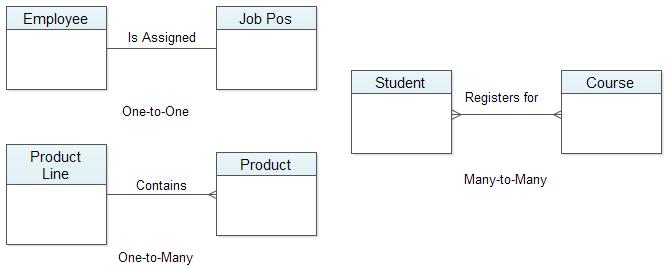 Employee
Is Assigned
Job Pos
One-to-One
Product
Line
Contains
Product
One-to-Many
Student
Registers for
Course
Many-to-Many